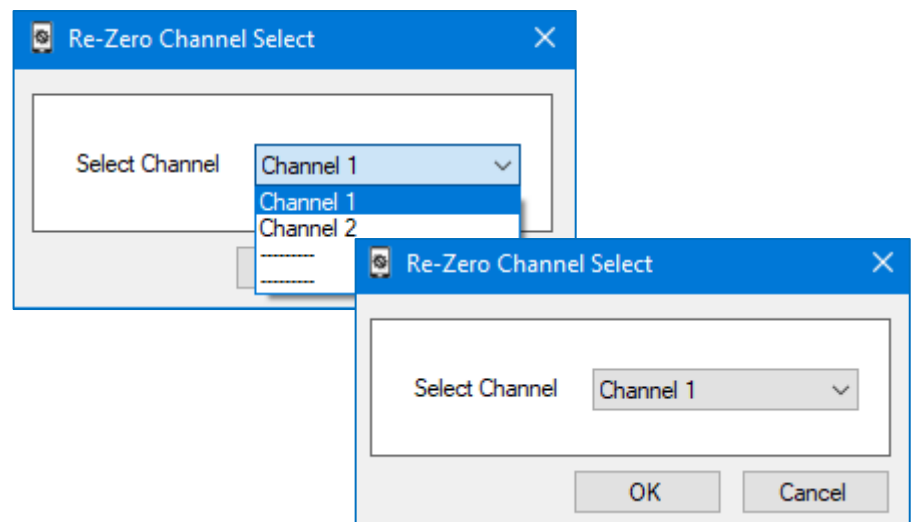 Re-Zero Channel Select
Select Channel
Channel 1
Channel 1
Channel 2
---------
---------
Re-Zero Channel Select
Select Channel
Channel 1
OK
Cancel